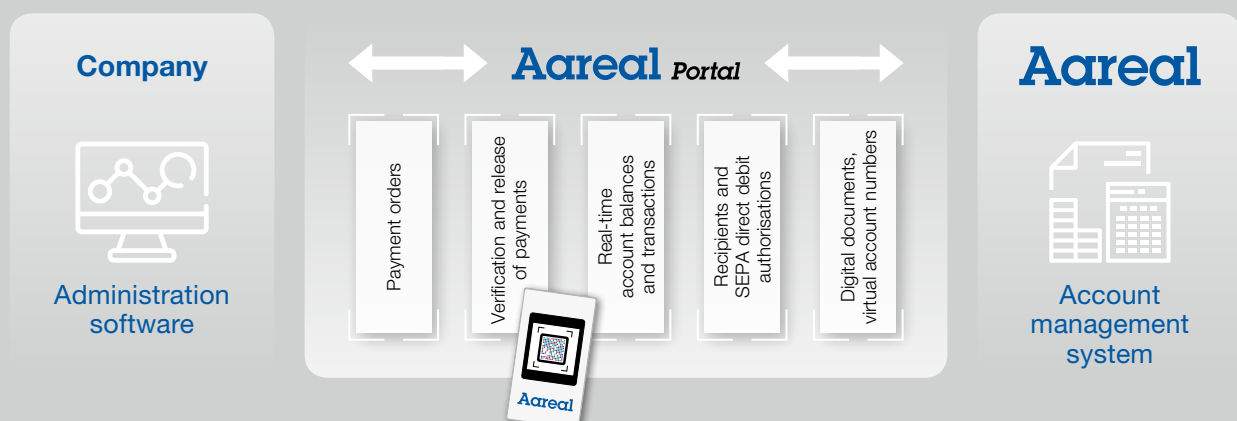 Company
Administration
software
Aareal Portal
Payment orders
Verification and release
of payments
Real-time
account balances
and transactions
Recipients and
SEPA direct debit
authorisations
Digital documents,
virtual account numbers
Aareal
Aareal
Account
management
system